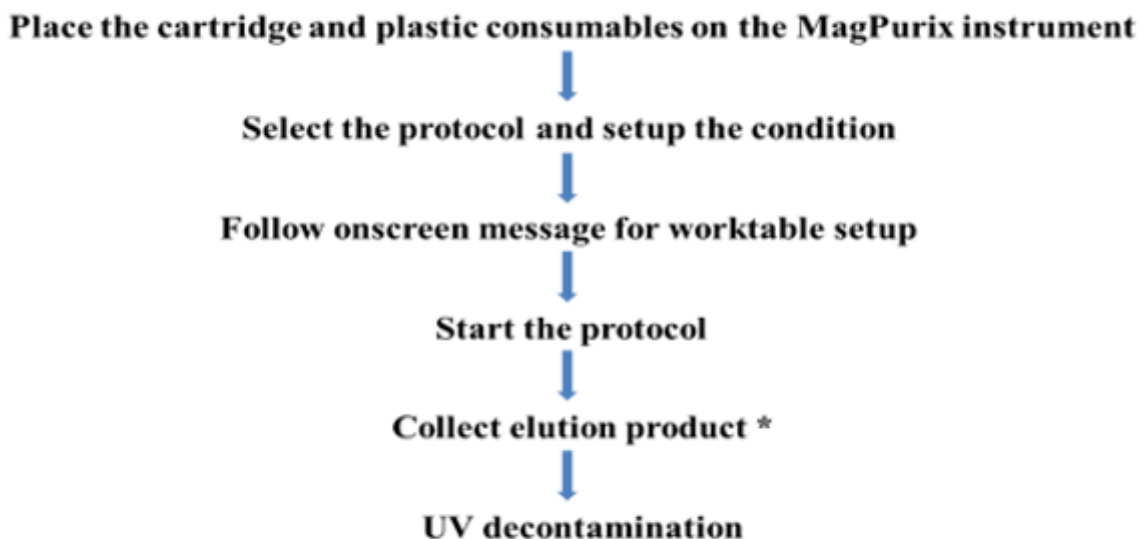 Place the cartridge and plastic consumables on the MagPurix instrument
Select the protocol and setup the condition
Follow onscreen message for worktable setup
Start the protocol
Collect elution product *
UV decontamination